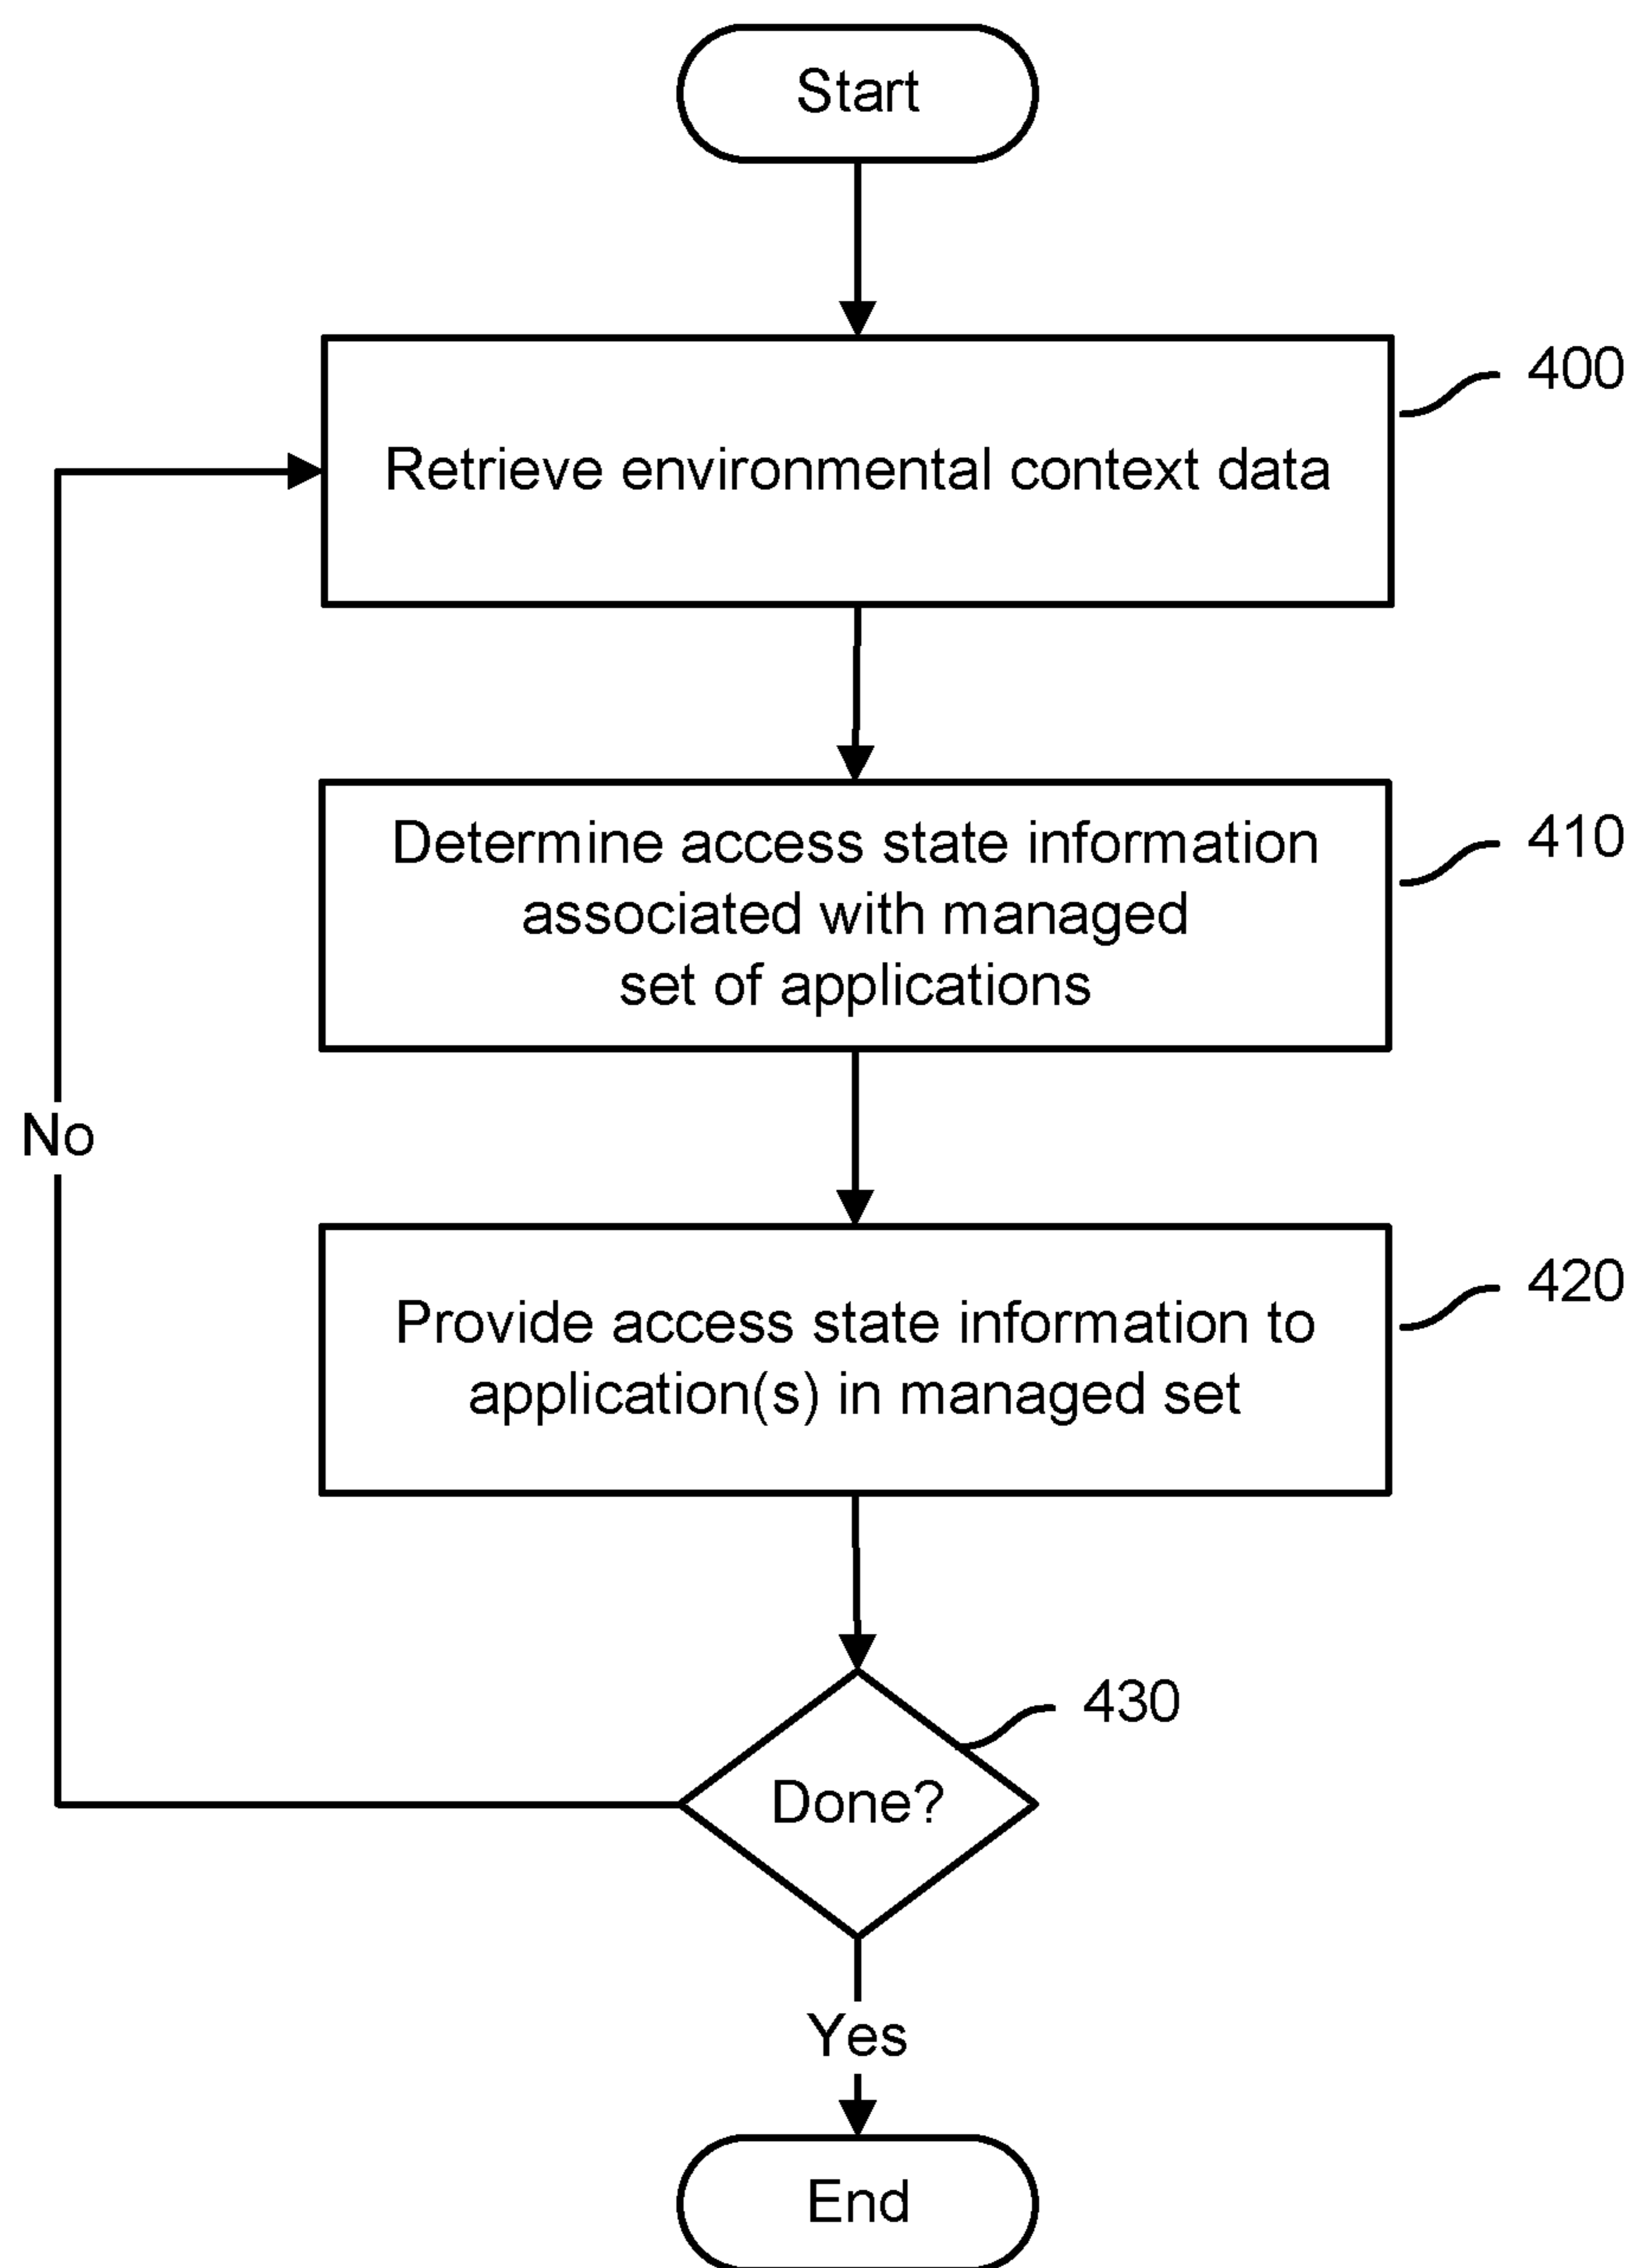 Start
400
Retrieve environmental context data
410
Determine access state information
associated with managed
set of applications
No
420
Provide access state information to
application(s) in managed set
430
Done?
Yes
End